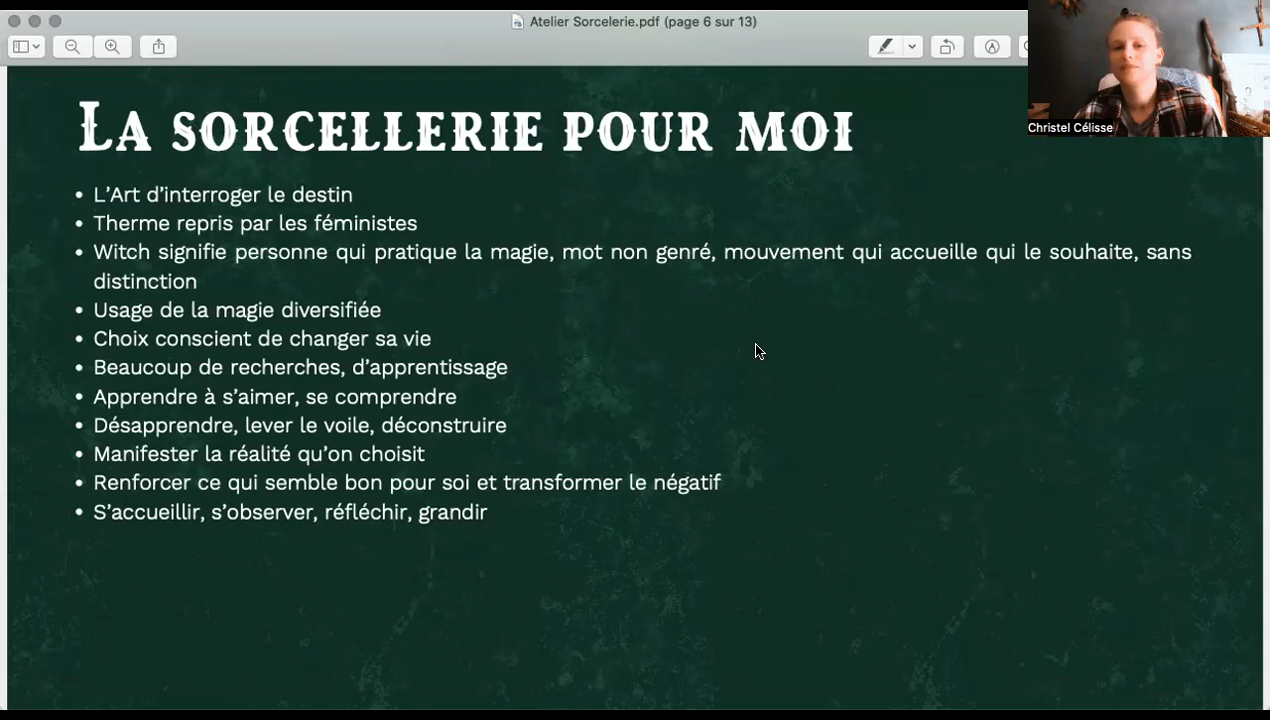 Atelier Sorcelerie.pdf (page 6 sur 13)
Christel Célisse
La sorcellerie pour moi
• L'Art d'interroger le destin
• Therme repris par les féministes
• Witch signifie personne qui pratique la magie, mot non genré, mouvement qui accueille qui le souhaite, sans
distinction
• Usage de la magie diversifiée
• Choix conscient de changer sa vie
• Beaucoup de recherches, d'apprentissage
• Apprendre à s'aimer, se comprendre
• Désapprendre, lever le voile, déconstruire
• Manifester la réalité qu'on choisit
• Renforcer ce qui semble bon pour soi et transformer le négatif
• S'accueillir, s'observer, réfléchir, grandir